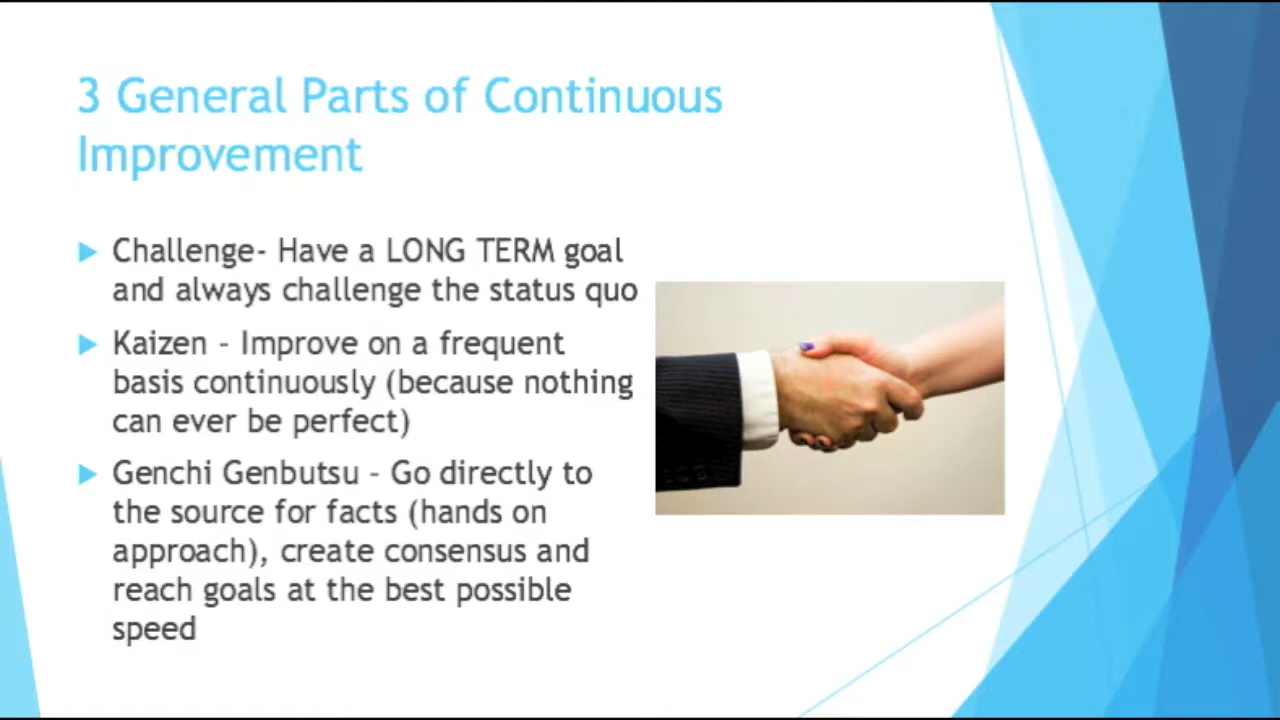 3 General Parts of Continuous
Improvement
Challenge- Have a LONG TERM goal
and always challenge the status quo
Kaizen – Improve on a frequent
basis continuously (because nothing
can ever be perfect)
Genchi Genbutsu – Go directly to
the source for facts (hands on
approach), create consensus and
reach goals at the best possible
speed